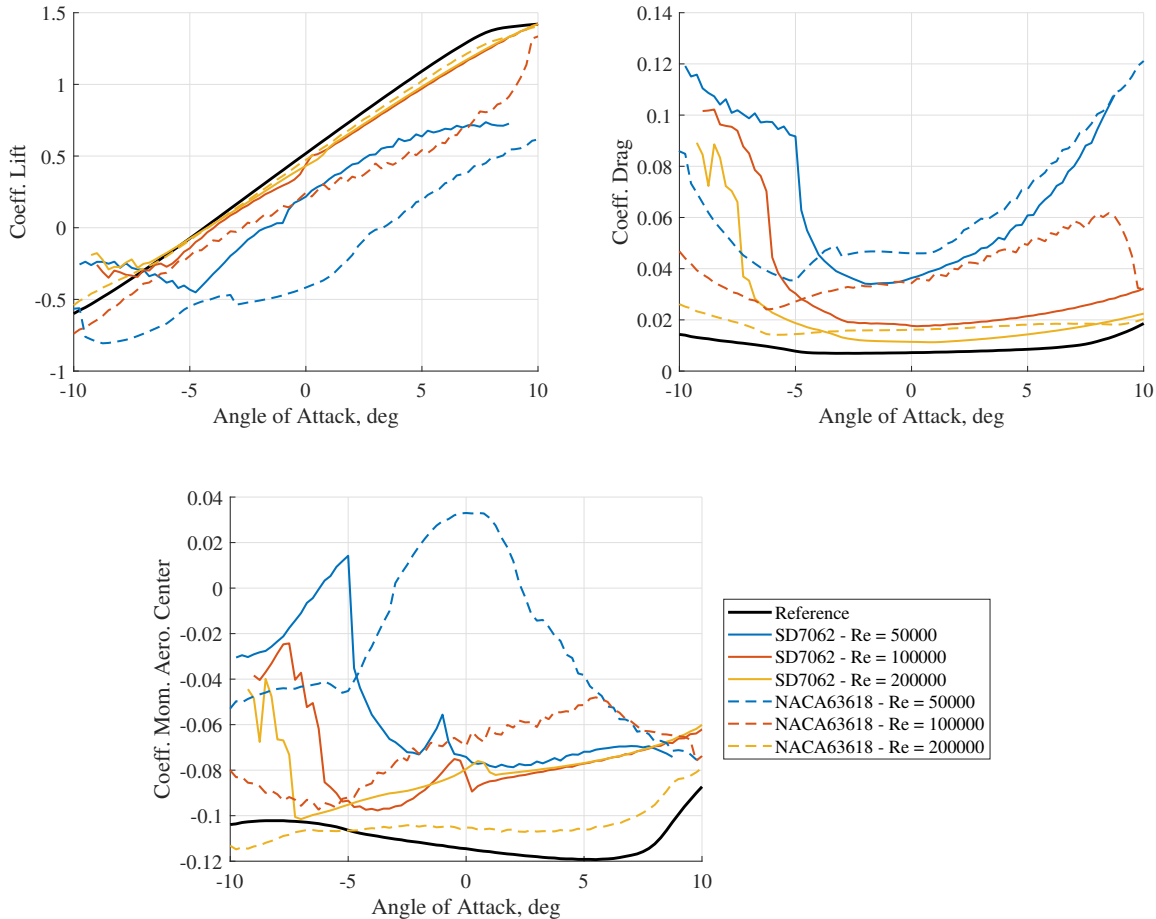 1.5
1
0.5
0
-0.5
-1
Coeff. Lift
-10
-5
0
5
10
Angle of Attack, deg
0.14
0.12
0.1
0.08
0.06
0.04
0.02
0
Coeff. Drag
-10
-5
0
5
10
Angle of Attack, deg
0.04
0.02
0
-0.02
-0.04
-0.06
-0.08
-0.1
-0.12
Coeff. Mom. Aero. Center
-10
-5
0
5
10
Angle of Attack, deg
Reference
SD7062 - Re = 50000
SD7062 - Re = 100000
SD7062 - Re = 200000
NACA63618 - Re = 50000
NACA63618 - Re = 100000
NACA63618 - Re = 200000